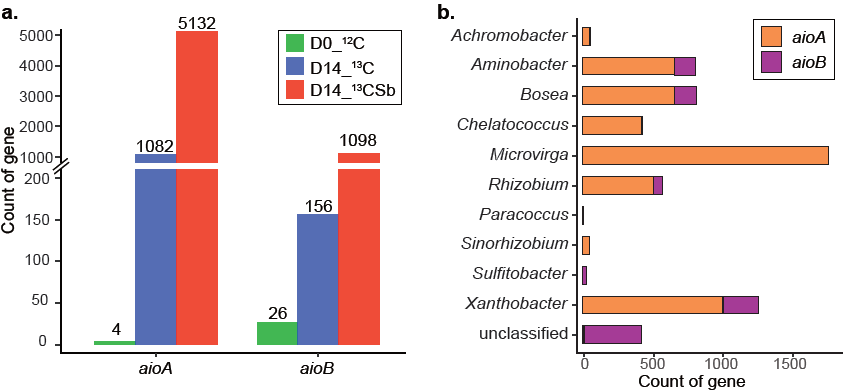 a.
Count of gene
5000
4000
3000
2000
1000
200
150
100
50
0
4
1082
5132
26
156
1098
aioA
aioB
D0_¹²C
D14_¹³C
D14_¹³CSb
b.
Achromobacter
Aminobacter
Bosea
Chelatococcus
Microvirga
Rhizobium
Paracoccus
Sinorhizobium
Sulfitobacter
Xanthobacter
unclassified
0 500 1000 1500
Count of gene
aioA
aioB